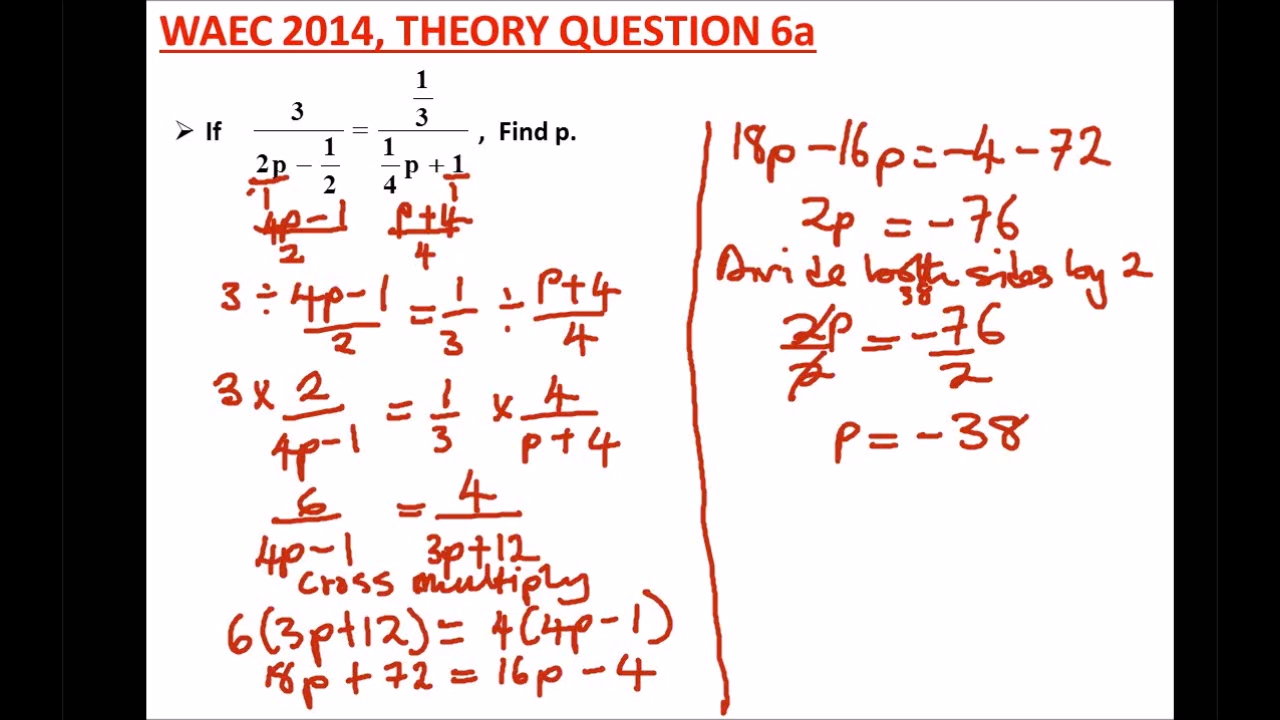 WAEC 2014, THEORY QUESTION 6a
➢ If 3/(2p − 1/2) = (1/3)/(1/4 p + 1) , Find p.
1 1
(4p−1)/2 (p+4)/4
3 ÷ (4p−1)/2 = 1/3 ÷ (p+4)/4
3 × 2/(4p−1) = 1/3 × 4/(p+4)
6/(4p−1) = 4/(3p+12)
Cross multiply
6(3p+12) = 4(4p−1)
18p + 72 = 16p − 4
18p − 16p = −4 − 72
2p = −76
Divide both sides by 2
38
2p/2 = −76/2
p = −38